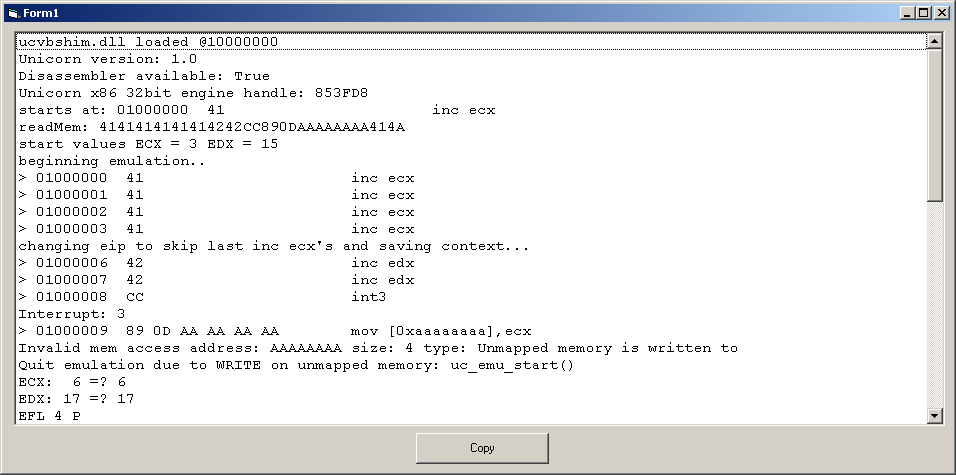 Form1
ucvbshim.dll loaded @10000000
Unicorn version: 1.0
Disassembler available: True
Unicorn x86 32bit engine handle: 853FD8
starts at: 01000000 41 inc ecx
readMem: 4141414141414242CC890DAAAAAAAA414A
start values ECX = 3 EDX = 15
beginning emulation..
> 01000000 41 inc ecx
> 01000001 41 inc ecx
> 01000002 41 inc ecx
> 01000003 41 inc ecx
changing eip to skip last inc ecx's and saving context...
> 01000006 42 inc edx
> 01000007 42 inc edx
> 01000008 CC int3
Interrupt: 3
> 01000009 89 0D AA AA AA AA mov [0xaaaaaaaa],ecx
Invalid mem access address: AAAAAAAA size: 4 type: Unmapped memory is written to
Quit emulation due to WRITE on unmapped memory: uc_emu_start()
ECX: 6 =? 6
EDX: 17 =? 17
EFL 4 P
Copy